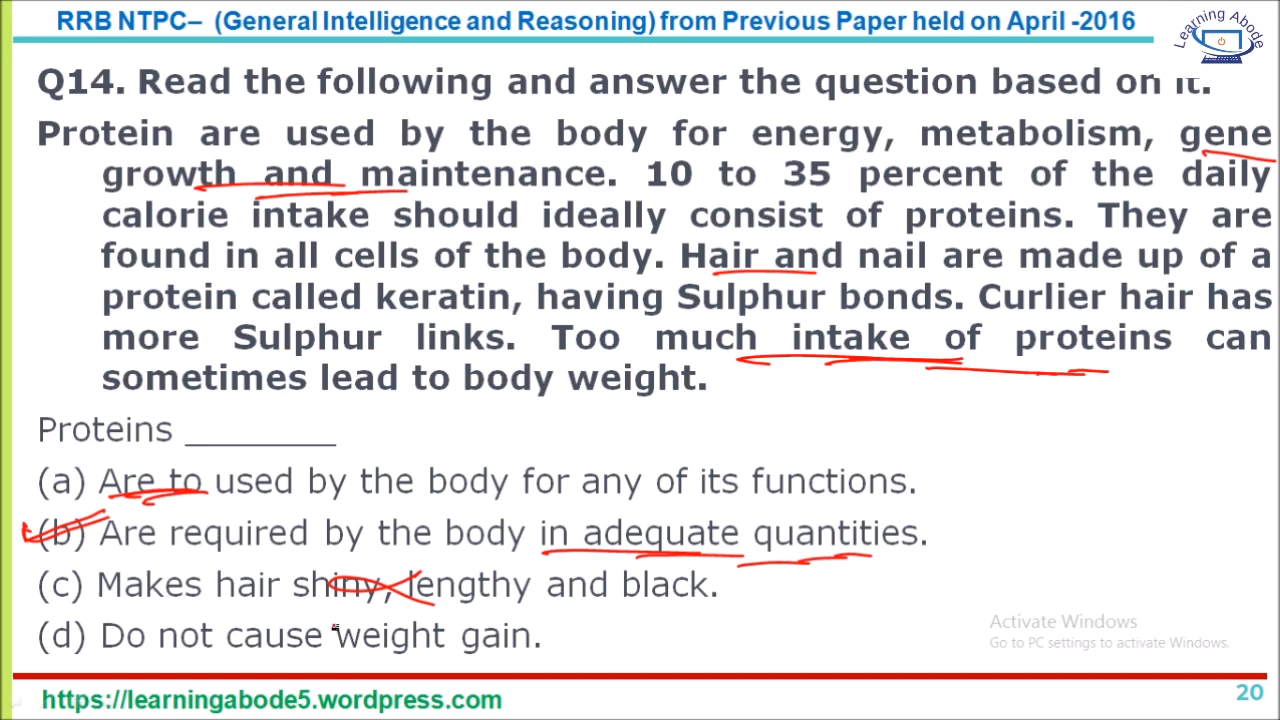 RRB NTPC– (General Intelligence and Reasoning) from Previous Paper held on April -2016
Learning Abode
Q14. Read the following and answer the question based on it.
Protein are used by the body for energy, metabolism, gene
growth and maintenance. 10 to 35 percent of the daily
calorie intake should ideally consist of proteins. They are
found in all cells of the body. Hair and nail are made up of a
protein called keratin, having Sulphur bonds. Curlier hair has
more Sulphur links. Too much intake of proteins can
sometimes lead to body weight.
Proteins ________
(a) Are to used by the body for any of its functions.
(b) Are required by the body in adequate quantities.
(c) Makes hair shiny, lengthy and black.
(d) Do not cause weight gain.
Activate Windows
Go to PC settings to activate Windows.
https://learningabode5.wordpress.com
20